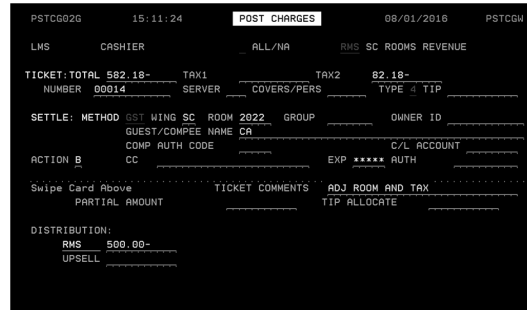 PSTCG02G 15:11:24 POST CHARGES 08/01/2016 PSTCGW
LMS CASHIER _ ALL/NA RMS SC ROOMS REVENUE
TICKET:TOTAL 582.18- TAX1 TAX2 82.18-
NUMBER 00014 SERVER COVERS/PERS TYPE 4 TIP
SETTLE: METHOD GST WING SC ROOM 2022 GROUP OWNER ID
GUEST/COMPEE NAME CA
COMP AUTH CODE C/L ACCOUNT
ACTION B CC EXP ***** AUTH
Swipe Card Above TICKET COMMENTS ADJ ROOM AND TAX
PARTIAL AMOUNT TIP ALLOCATE
DISTRIBUTION:
RMS 500.00-
UPSELL